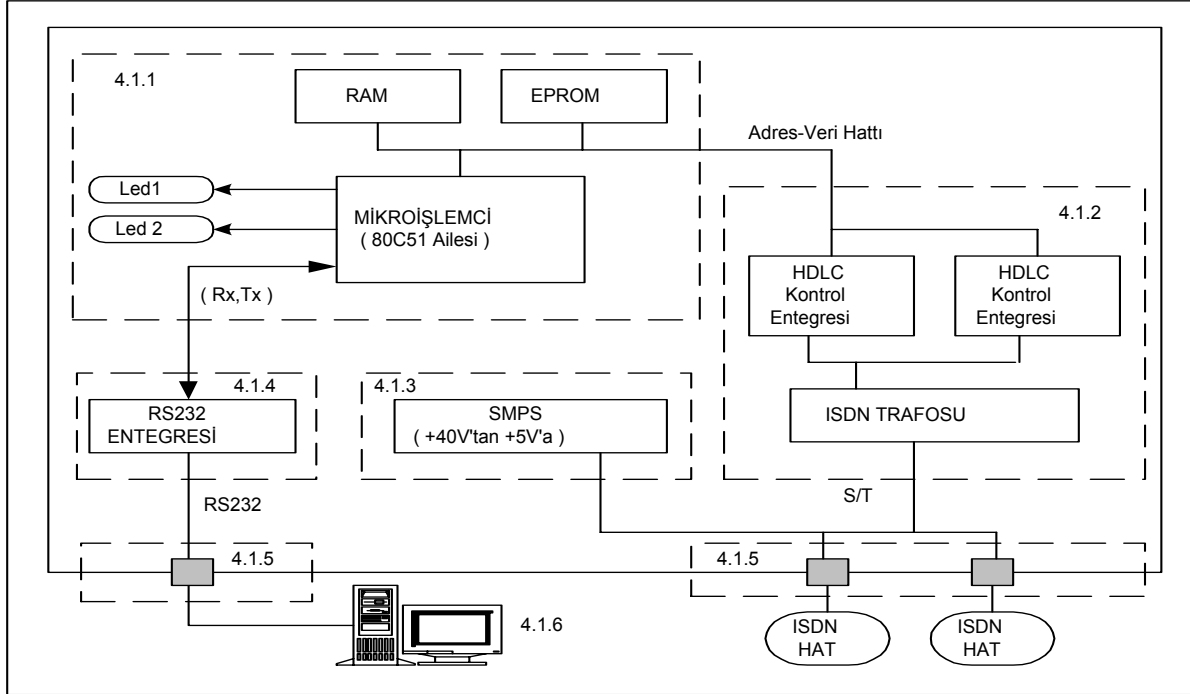 4.1.1
RAM
EPROM
Adres-Veri Hattı
Led1
Led 2
MİKROİŞLEMCİ
( 80C51 Ailesi )
4.1.2
HDLC
Kontrol
Entegresi
HDLC
Kontrol
Entegresi
( Rx,Tx )
4.1.4
RS232
ENTEGRESİ
4.1.3
SMPS
( +40V'tan +5V'a )
ISDN TRAFOSU
RS232
S/T
4.1.5
4.1.5
4.1.6
ISDN
HAT
ISDN
HAT